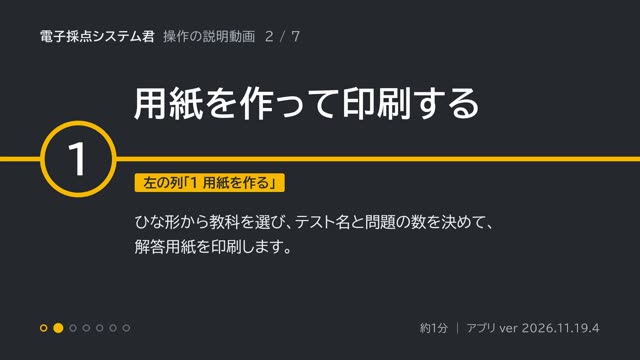 電子採点システム君 操作の説明動画 2 / 7
用紙を作って印刷する
1
左の列「1 用紙を作る」
ひな形から教科を選び、テスト名と問題の数を決めて、
解答用紙を印刷します。
約1分 | アプリ ver 2026.11.19.4